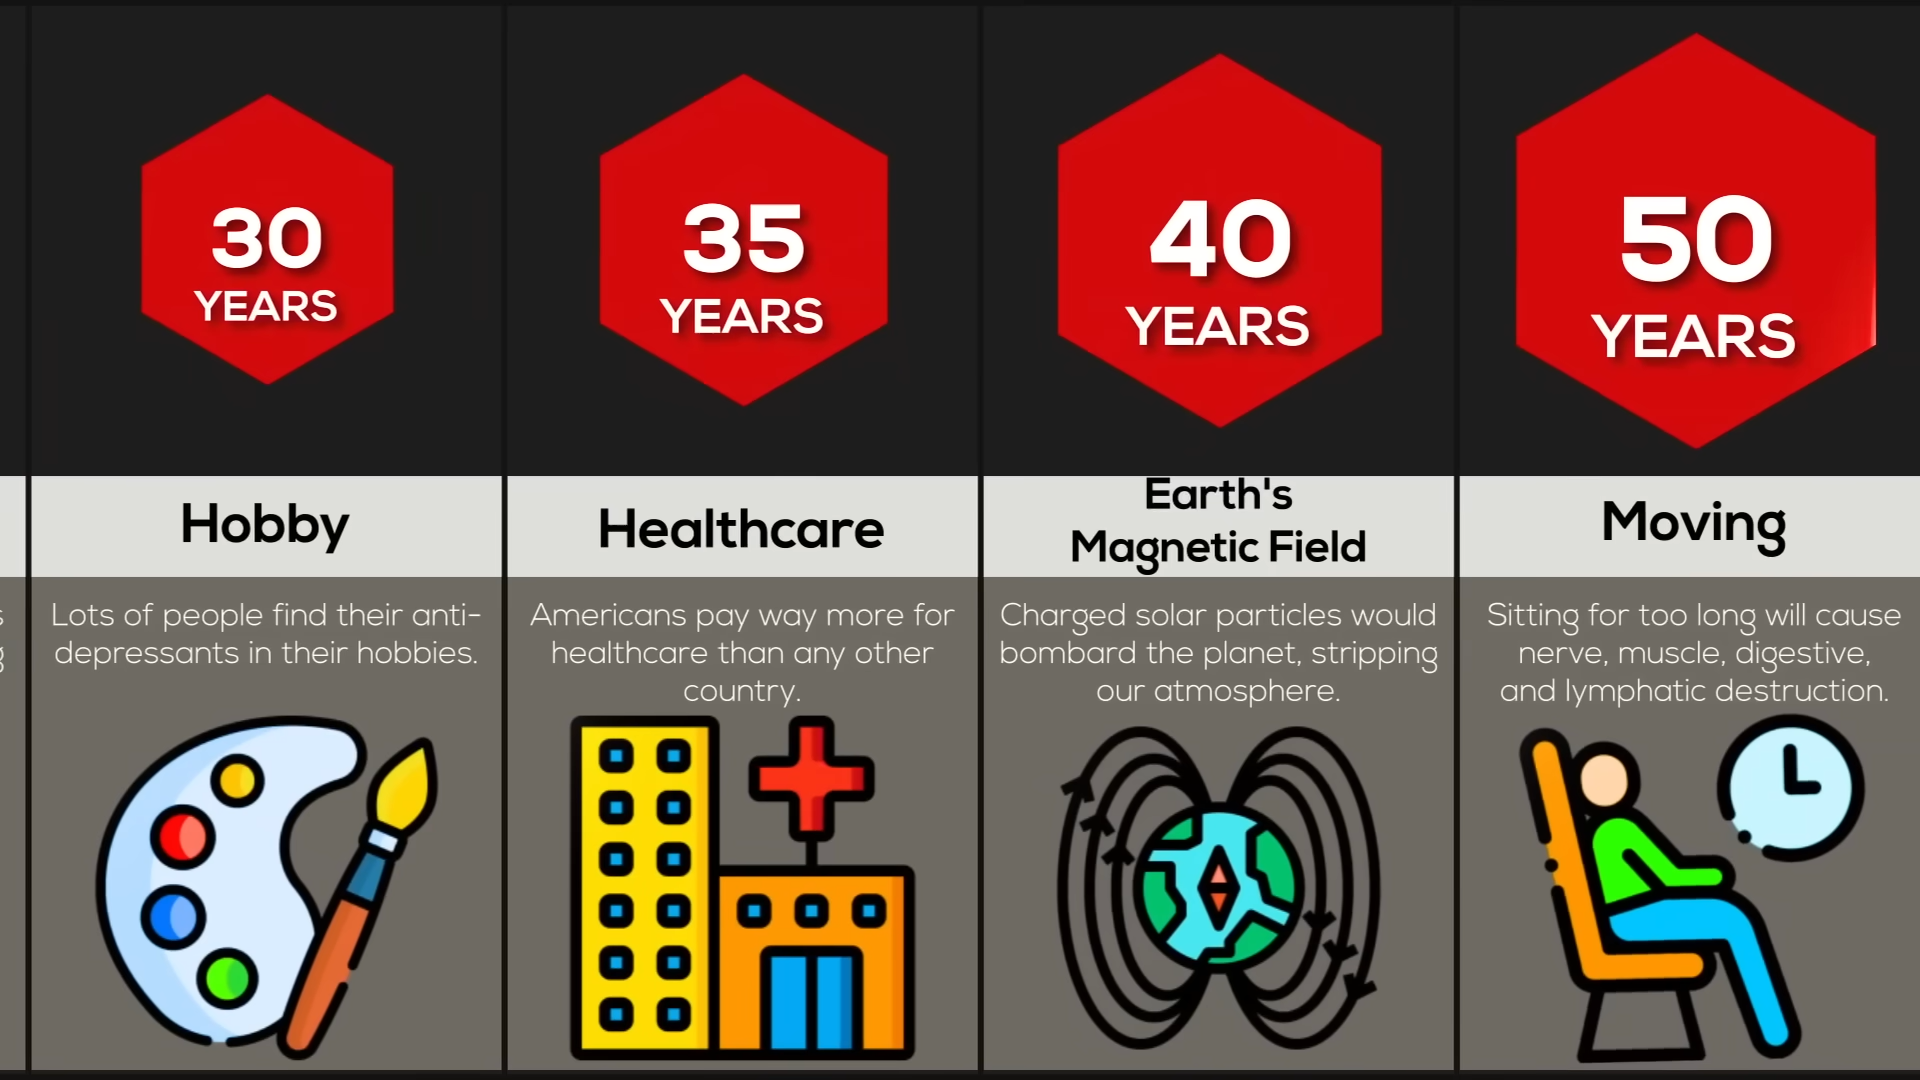 30
YEARS
Hobby
Lots of people find their anti-
depressants in their hobbies.
35
YEARS
Healthcare
Americans pay way more for
healthcare than any other
country.
40
YEARS
Earth's
Magnetic Field
Charged solar particles would
bombard the planet, stripping
our atmosphere.
50
YEARS
Moving
Sitting for too long will cause
nerve, muscle, digestive,
and lymphatic destruction.